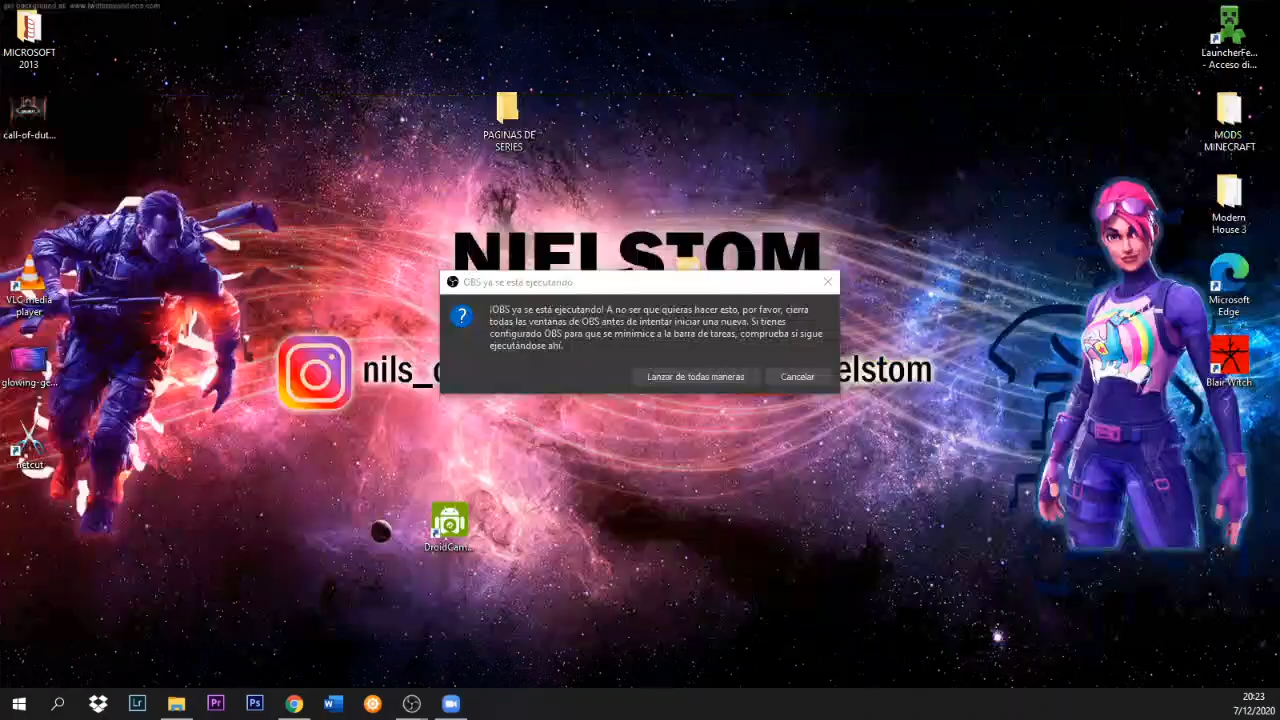 MICROSOFT
2013
call-of-dut...
VLC media
player
glowing-ge...
netcut
PAGINAS DE
SERIES
NIELSTOM
nils_
elstom
OBS ya se está ejecutando
¡OBS ya se está ejecutando! A no ser que quieras hacer esto, por favor, cierra
todas las ventanas de OBS antes de intentar iniciar una nueva. Si tienes
configurado OBS para que se minimice a la barra de tareas, comprueba si sigue
ejecutándose ahí.
Lanzar de todas maneras
Cancelar
DroidCam...
LauncherFe...
- Acceso di...
MODS
MINECRAFT
Modern
House 3
Microsoft
Edge
Blair Witch
Lr
Pr
Ps
W
20:23
7/12/2020